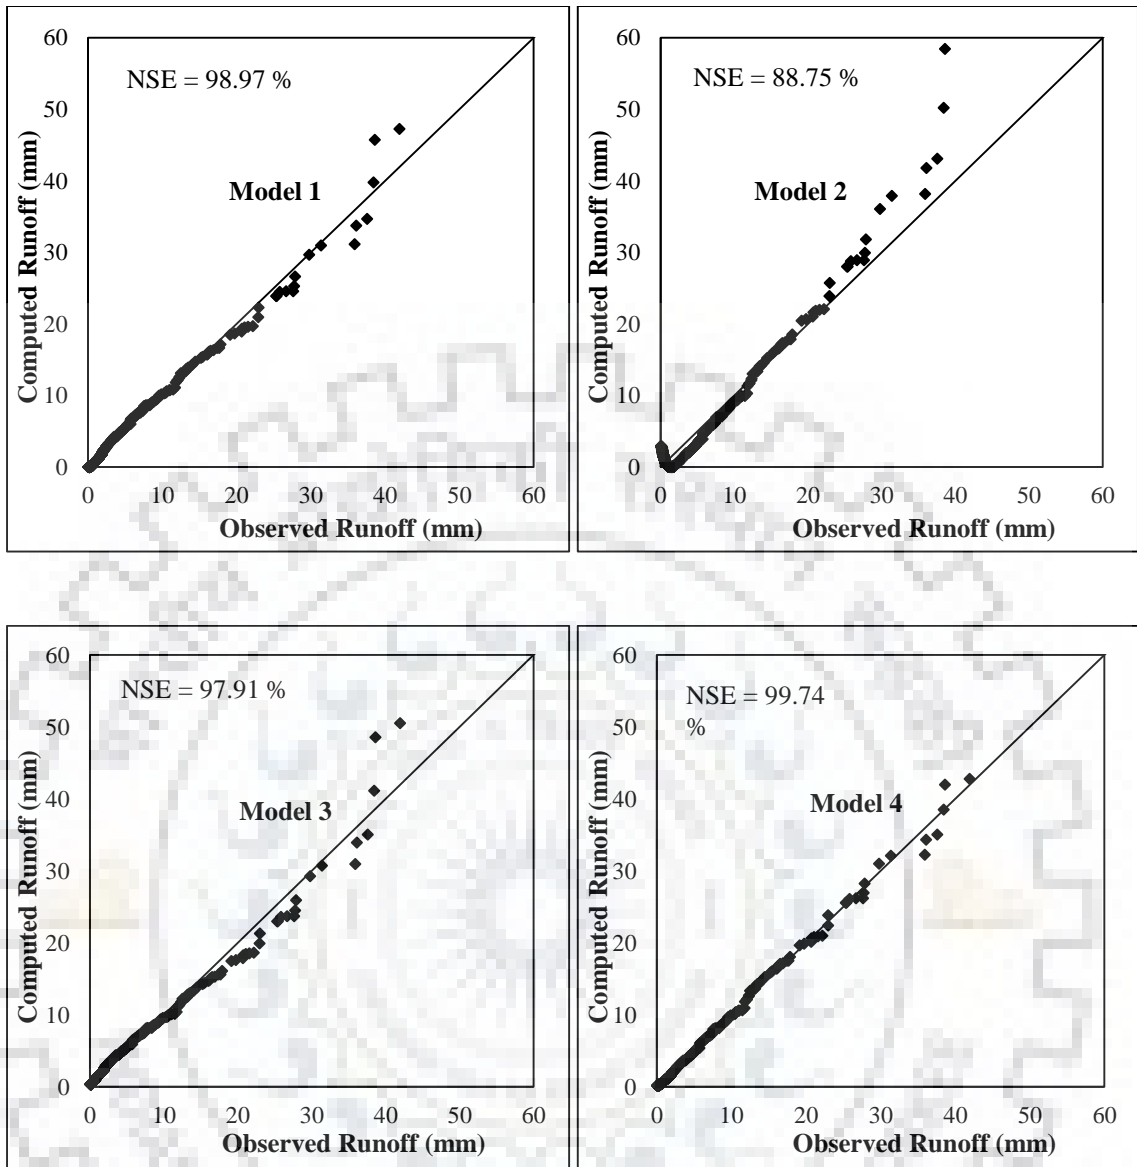 60
50
40
30
20
10
0
0 10 20 30 40 50 60
Computed Runoff (mm)
Observed Runoff (mm)
NSE = 98.97 %
Model 1
60
50
40
30
20
10
0
0 10 20 30 40 50 60
Computed Runoff (mm)
Observed Runoff (mm)
NSE = 88.75 %
Model 2
60
50
40
30
20
10
0
0 10 20 30 40 50 60
Computed Runoff (mm)
Observed Runoff (mm)
NSE = 97.91 %
Model 3
60
50
40
30
20
10
0
0 10 20 30 40 50 60
Computed Runoff (mm)
Observed Runoff (mm)
NSE = 99.74
%
Model 4